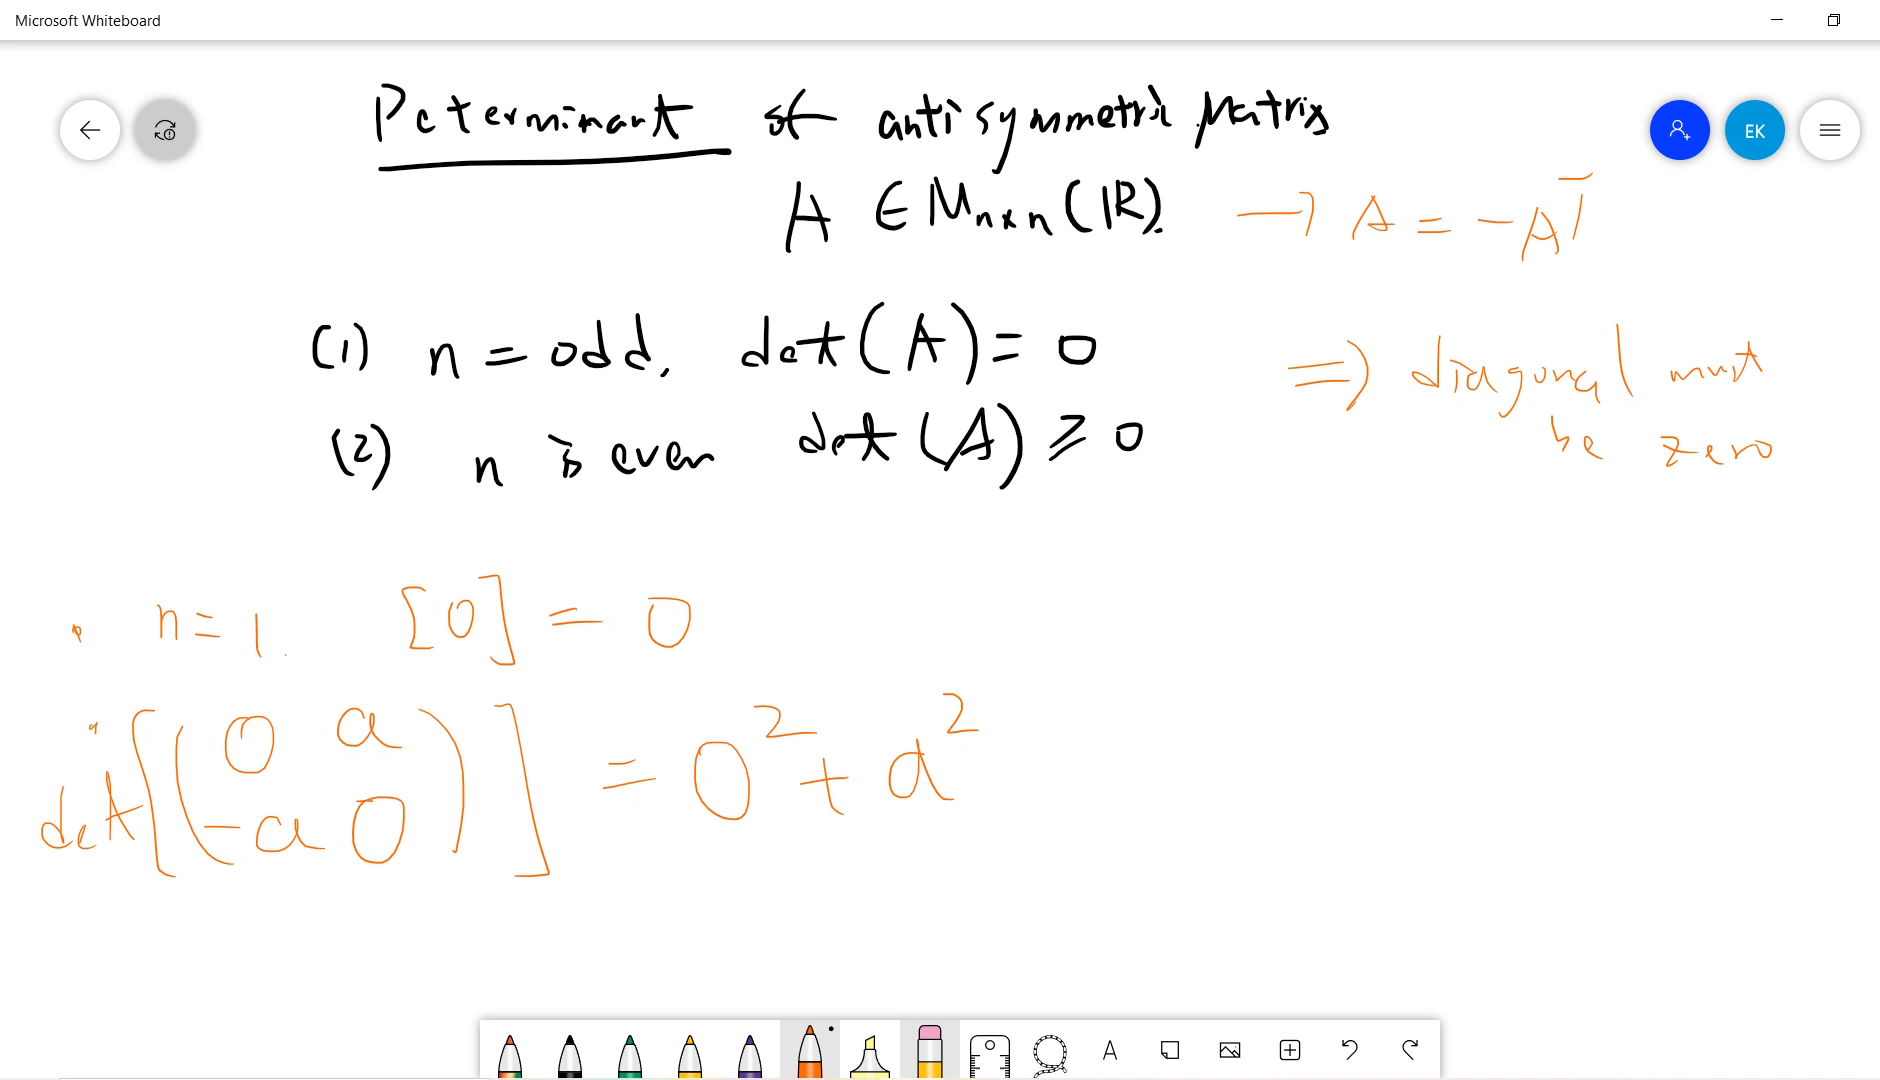 Microsoft Whiteboard
EK
Determinant of antisymmetric Matrix
A ∈ Mn×n(ℝ). → A = -Aᵀ
(1) n = odd, det(A) = 0
⇒ diagonal must
be zero
(2) n is even det(A) ≥ 0
· n = 1. [0] = 0
· det[(0 a
-a 0)] = 0² + a²
A